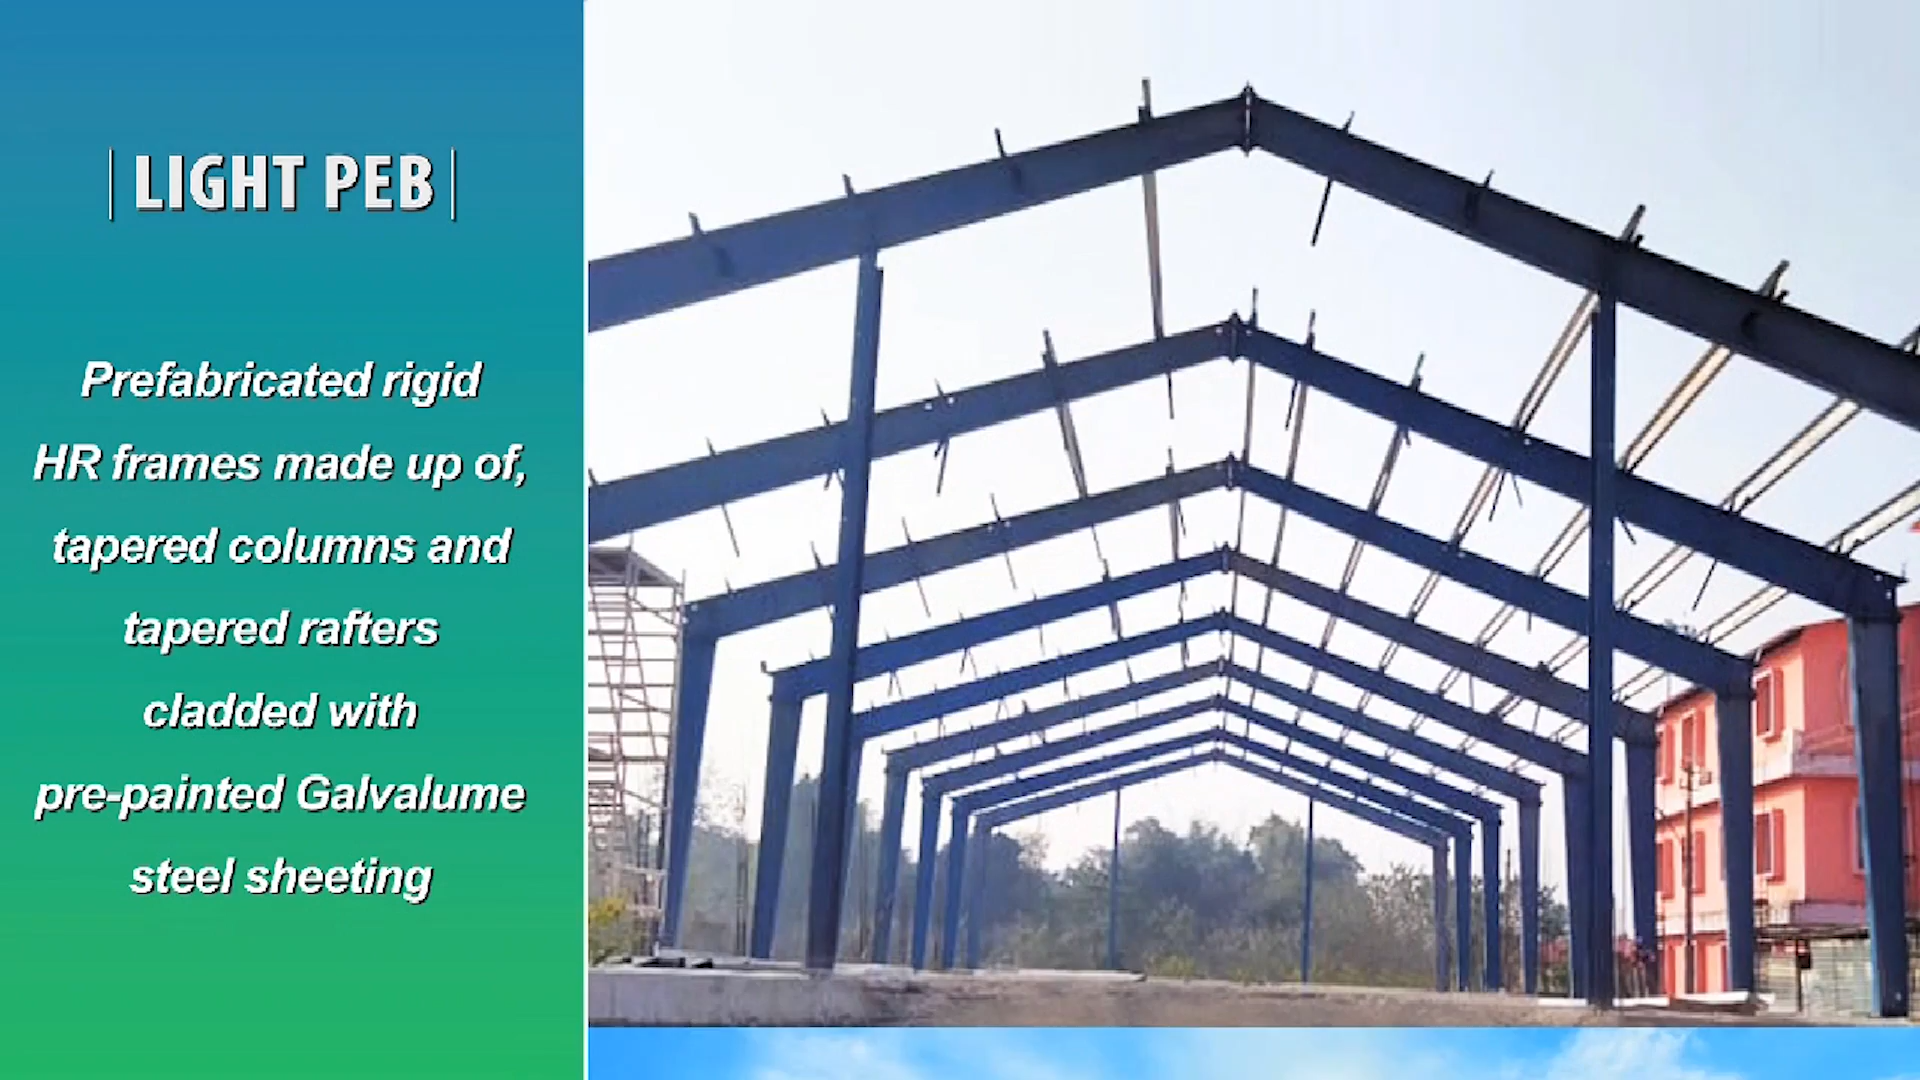 | LIGHT PEB |
Prefabricated rigid
HR frames made up of,
tapered columns and
tapered rafters
cladded with
pre-painted Galvalume
steel sheeting